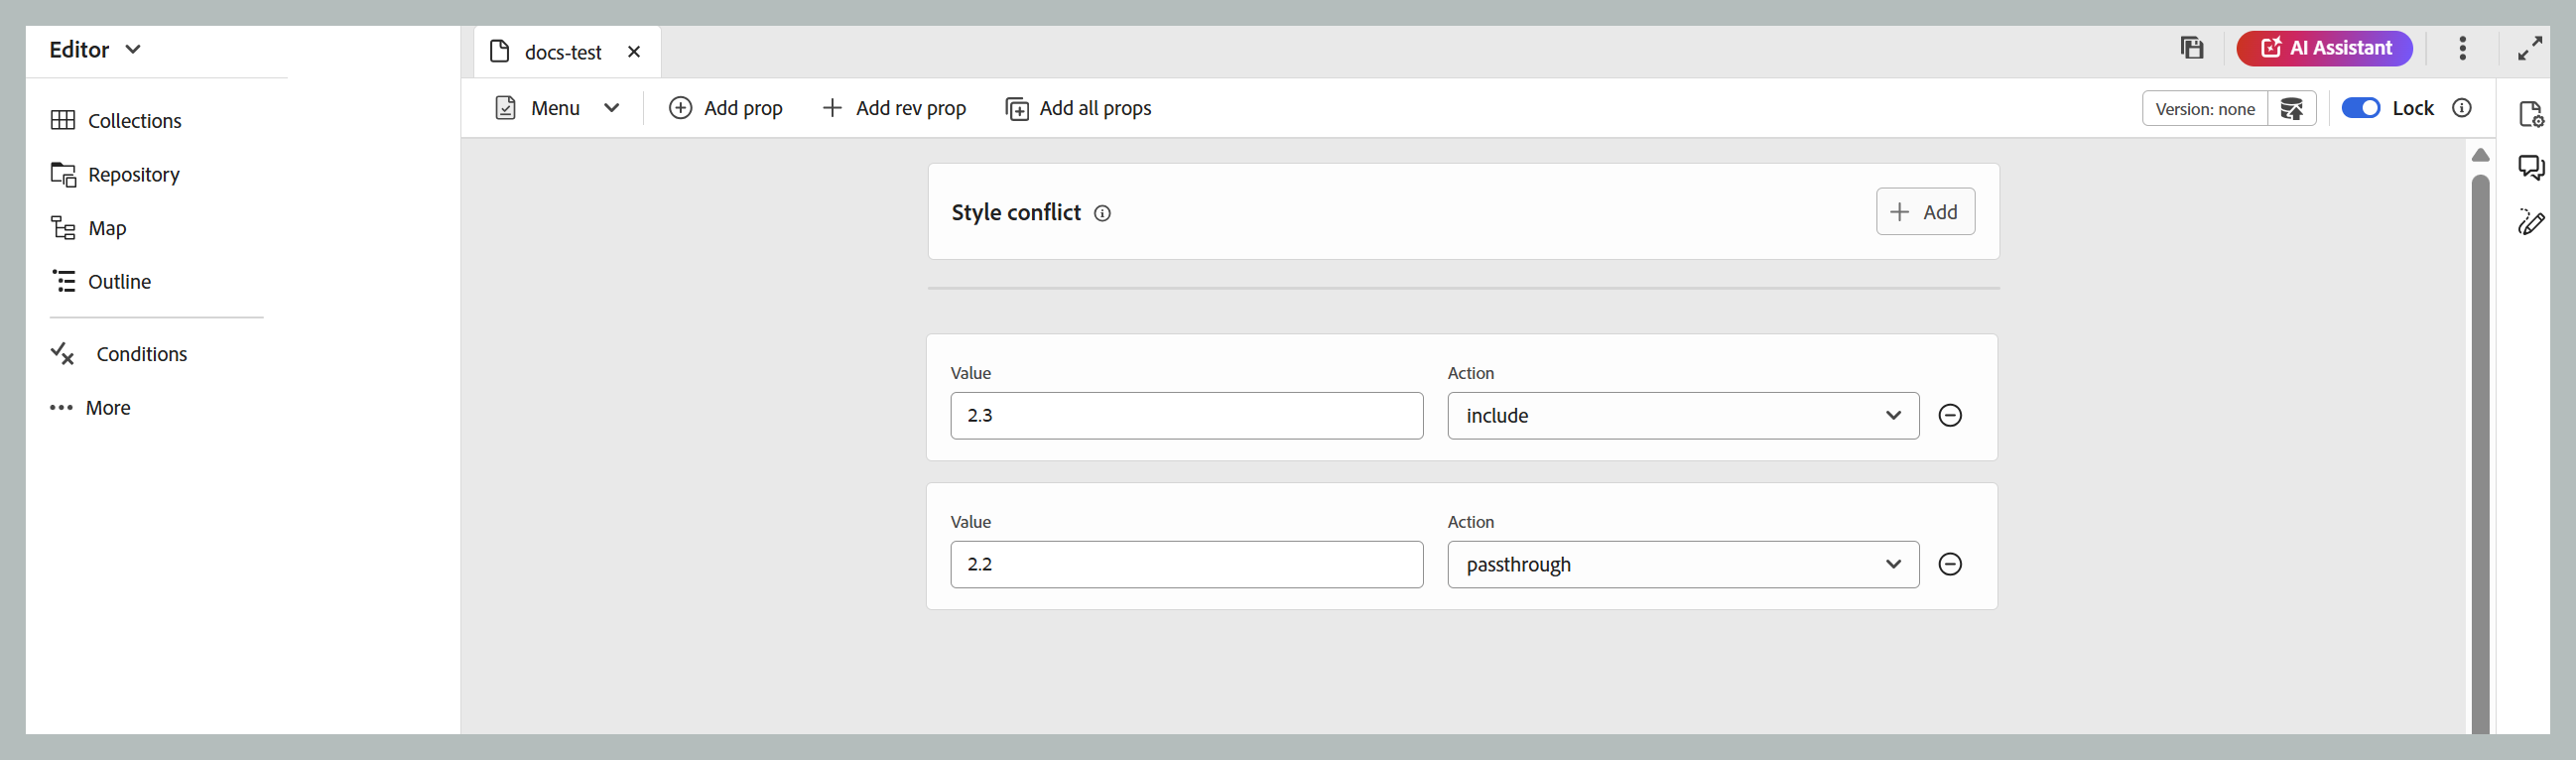 Editor
docs-test
AI Assistant
Collections
Repository
Map
Outline
Conditions
More
Menu
Add prop
Add rev prop
Add all props
Version: none
Lock
Style conflict
Add
Value
Action
2.3
include
Value
Action
2.2
passthrough